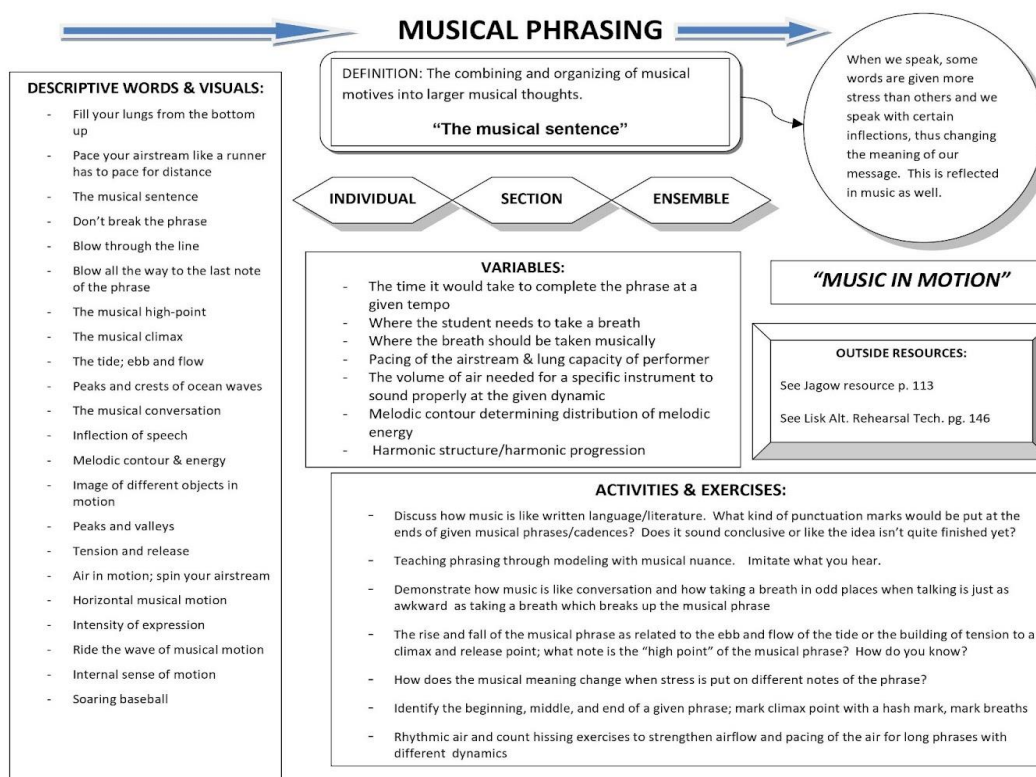 MUSICAL PHRASING
DESCRIPTIVE WORDS & VISUALS:
- Fill your lungs from the bottom
up
- Pace your airstream like a runner
has to pace for distance
- The musical sentence
- Don't break the phrase
- Blow through the line
- Blow all the way to the last note
of the phrase
- The musical high-point
- The musical climax
- The tide; ebb and flow
- Peaks and crests of ocean waves
- The musical conversation
- Inflection of speech
- Melodic contour & energy
- Image of different objects in
motion
- Peaks and valleys
- Tension and release
- Air in motion; spin your airstream
- Horizontal musical motion
- Intensity of expression
- Ride the wave of musical motion
- Internal sense of motion
- Soaring baseball
DEFINITION: The combining and organizing of musical
motives into larger musical thoughts.
"The musical sentence"
When we speak, some
words are given more
stress than others and we
speak with certain
inflections, thus changing
the meaning of our
message. This is reflected
in music as well.
INDIVIDUAL
SECTION
ENSEMBLE
VARIABLES:
- The time it would take to complete the phrase at a
given tempo
- Where the student needs to take a breath
- Where the breath should be taken musically
- Pacing of the airstream & lung capacity of performer
- The volume of air needed for a specific instrument to
sound properly at the given dynamic
- Melodic contour determining distribution of melodic
energy
- Harmonic structure/harmonic progression
"MUSIC IN MOTION"
OUTSIDE RESOURCES:
See Jagow resource p. 113
See Lisk Alt. Rehearsal Tech. pg. 146
ACTIVITIES & EXERCISES:
- Discuss how music is like written language/literature. What kind of punctuation marks would be put at the
ends of given musical phrases/cadences? Does it sound conclusive or like the idea isn't quite finished yet?
- Teaching phrasing through modeling with musical nuance. Imitate what you hear.
- Demonstrate how music is like conversation and how taking a breath in odd places when talking is just as
awkward as taking a breath which breaks up the musical phrase
- The rise and fall of the musical phrase as related to the ebb and flow of the tide or the building of tension to a
climax and release point; what note is the "high point" of the musical phrase? How do you know?
- How does the musical meaning change when stress is put on different notes of the phrase?
- Identify the beginning, middle, and end of a given phrase; mark climax point with a hash mark, mark breaths
- Rhythmic air and count hissing exercises to strengthen airflow and pacing of the air for long phrases with
different dynamics